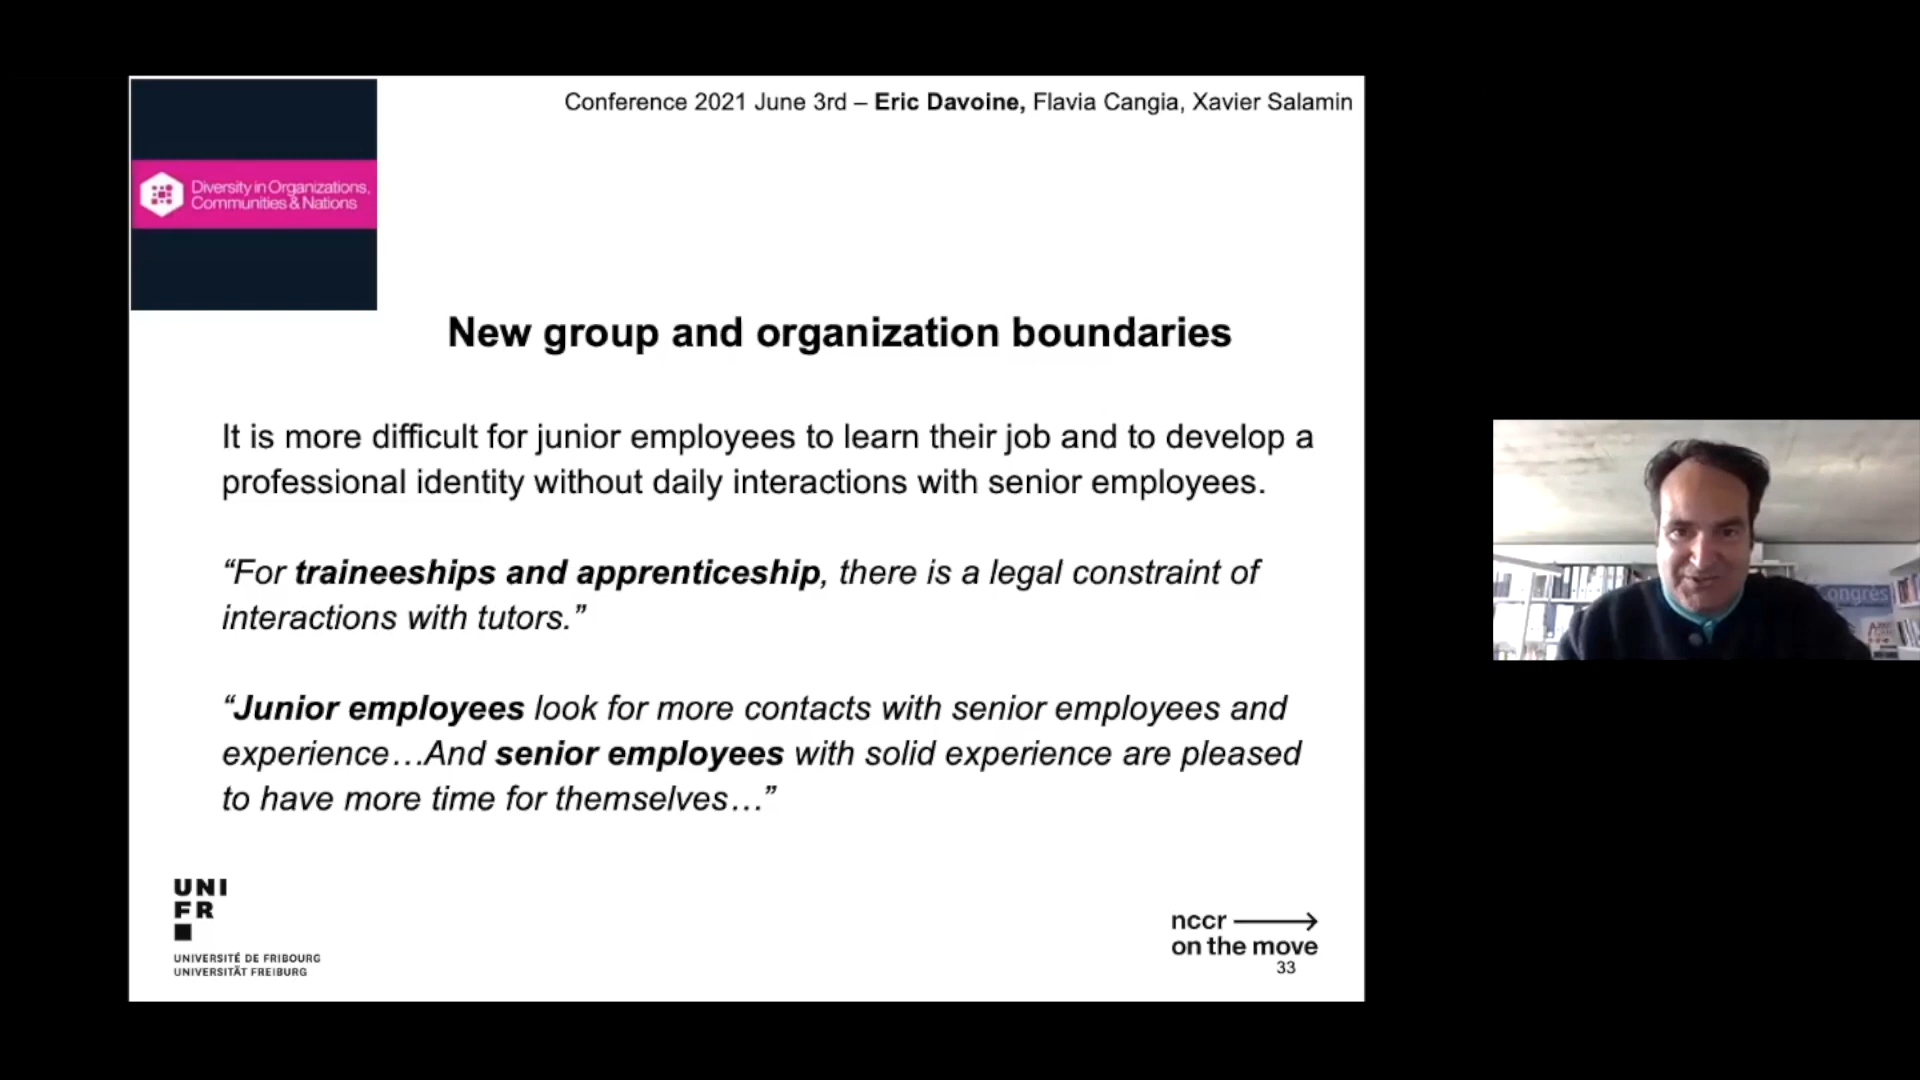 Conference 2021 June 3rd – Eric Davoine, Flavia Cangia, Xavier Salamin
Diversity in Organizations,
Communities & Nations
New group and organization boundaries
It is more difficult for junior employees to learn their job and to develop a
professional identity without daily interactions with senior employees.
“For traineeships and apprenticeship, there is a legal constraint of
interactions with tutors.”
“Junior employees look for more contacts with senior employees and
experience…And senior employees with solid experience are pleased
to have more time for themselves…”
UNI
FR
UNIVERSITÉ DE FRIBOURG
UNIVERSITÄT FREIBURG
nccr
on the move
33
Congrès